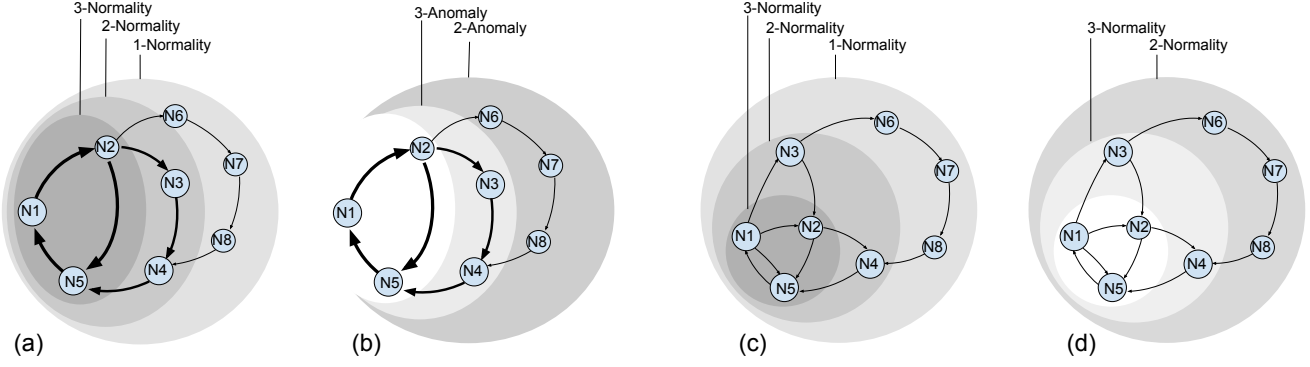 3-Normality
2-Normality
1-Normality
N1
N2
N3
N4
N5
N6
N7
N8
(a)
3-Anomaly
2-Anomaly
N1
N2
N3
N4
N5
N6
N7
N8
(b)
3-Normality
2-Normality
1-Normality
N1
N2
N3
N4
N5
N6
N7
N8
(c)
3-Normality
2-Normality
N1
N2
N3
N4
N5
N6
N7
N8
(d)